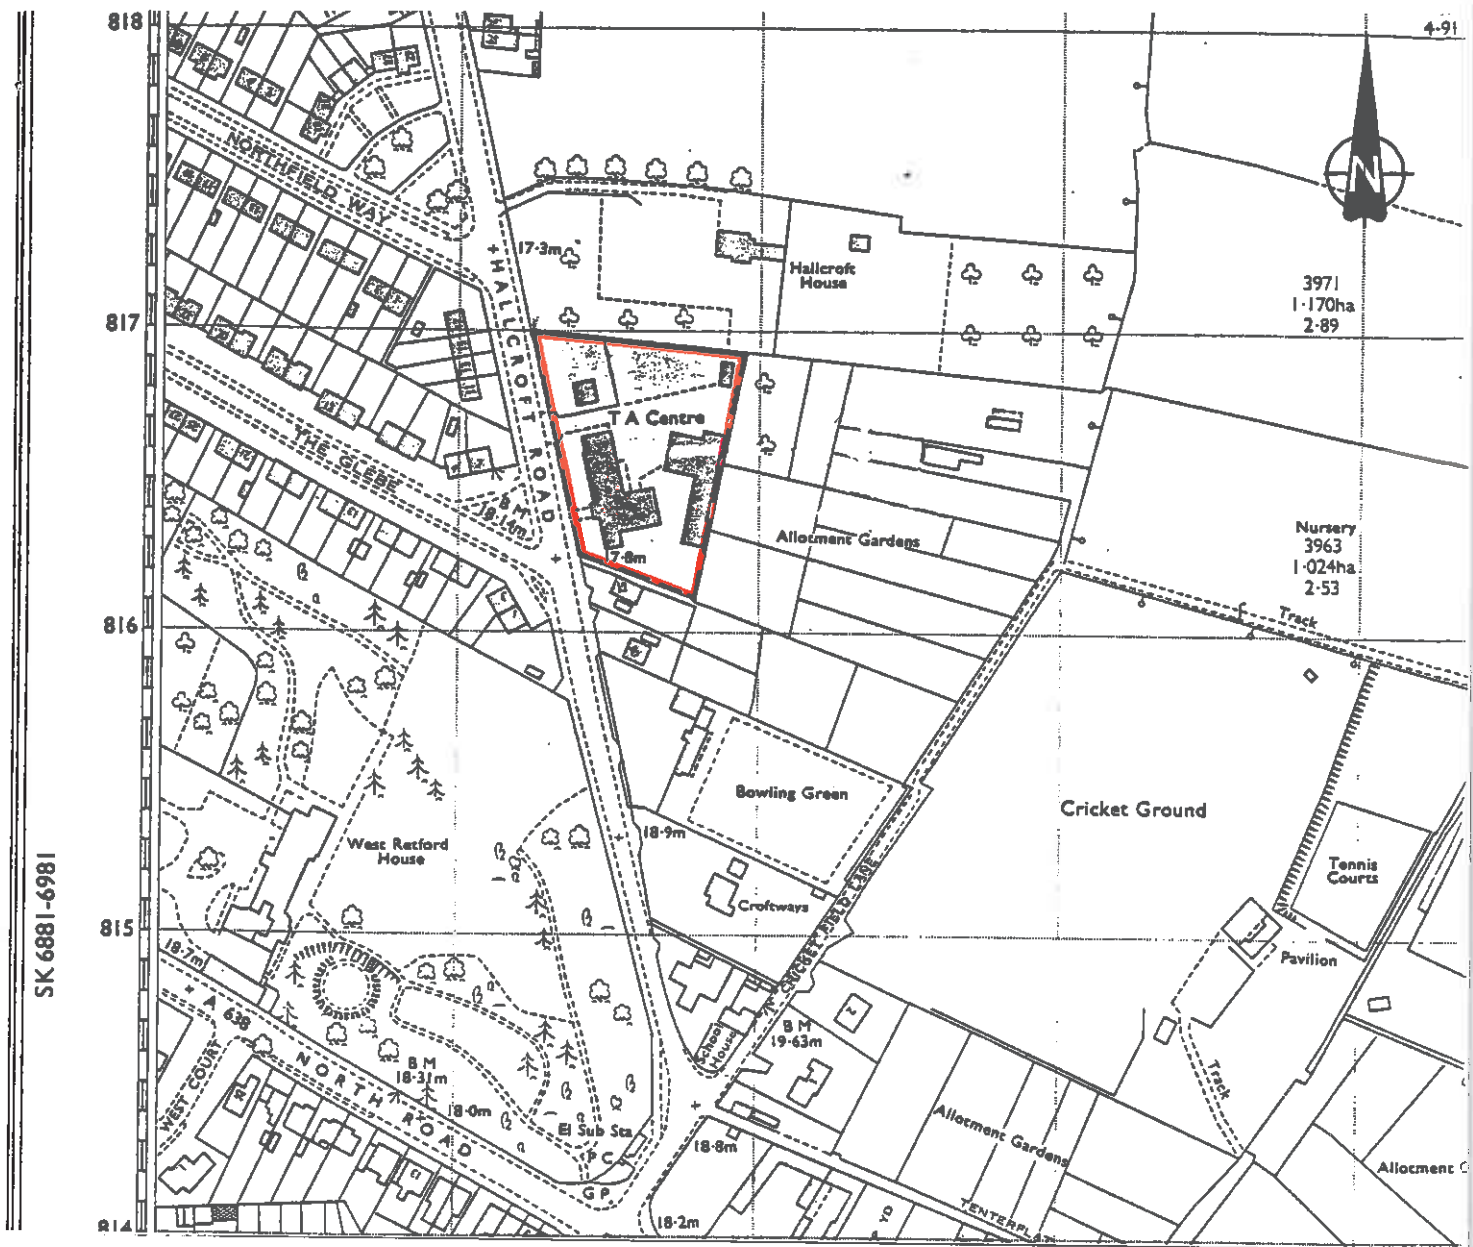 818
4·91
N
NORTHFIELD WAY
17·3m
HALLCROFT ROAD
Hallcroft
House
3971
1·170ha
2·89
817
T A Centre
THE GLEBE
B M
18·14m
Allotment Gardens
Nursery
3963
1·024ha
2·53
17·8m
Track
816
Bowling Green
Cricket Ground
18·9m
West Retford
House
Tennis
Courts
SK 6881-6981
Croftways
CRICKET FIELD LANE
815
18·7m
Pavilion
A 638
NORTH ROAD
School
House
B M
19·63m
WEST COURT
B M
18·31m
18·0m
Track
El Sub Sta
P C
G P
18·8m
Allotment Gardens
Allotment
18·2m
TENTERFLAT
814